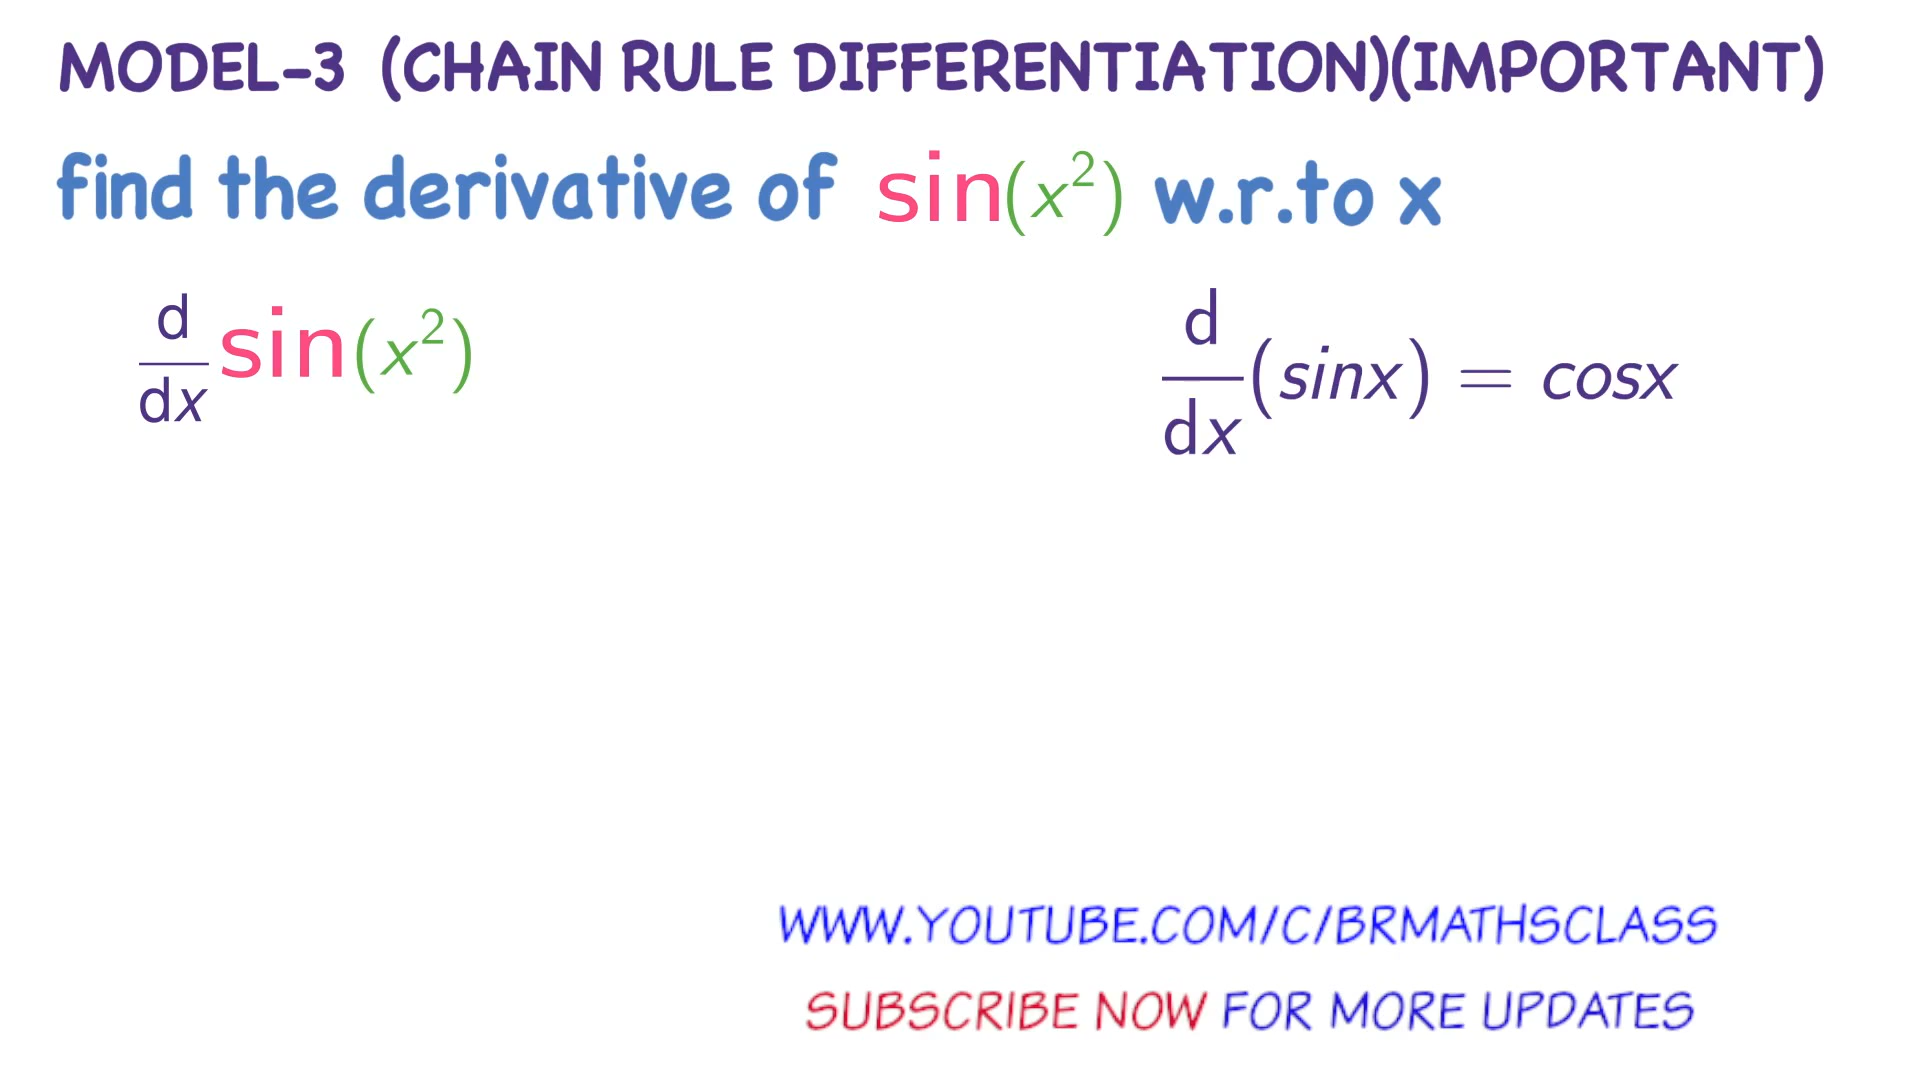 MODEL-3 (CHAIN RULE DIFFERENTIATION)(IMPORTANT)
find the derivative of sin(x²) w.r.to x
d/dx sin(x²)
d/dx (sinx) = cosx
WWW.YOUTUBE.COM/C/BRMATHSCLASS
SUBSCRIBE NOW FOR MORE UPDATES